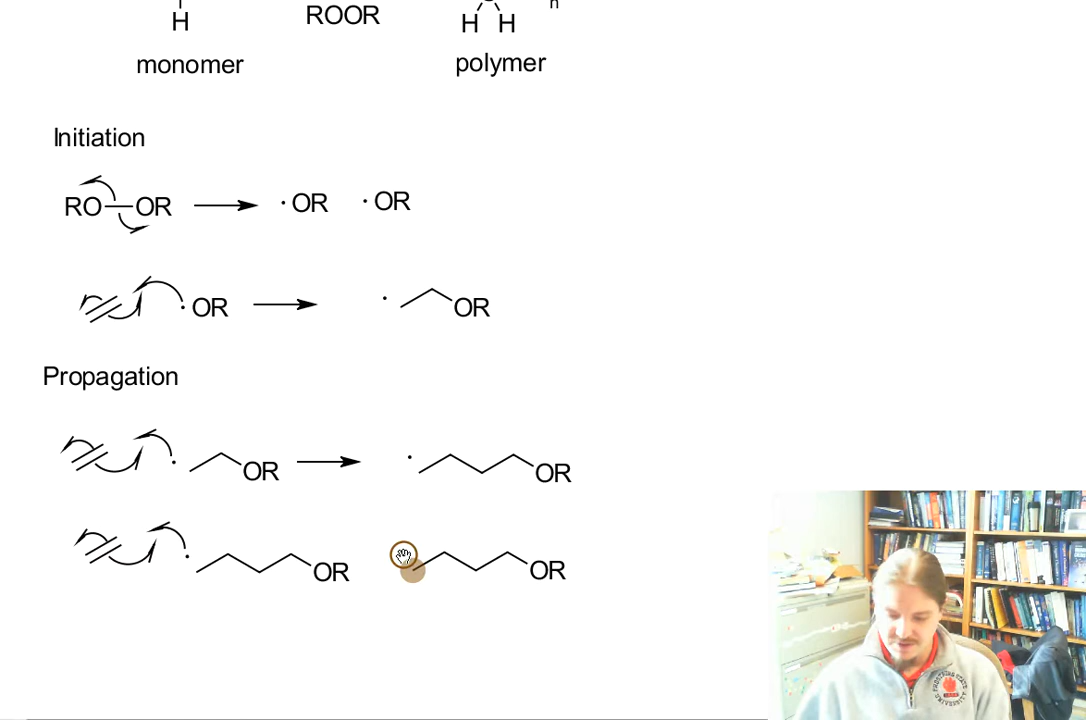 H
ROOR
H H
n
monomer
polymer
Initiation
RO—OR
·OR ·OR
·OR
·
OR
Propagation
·
OR
·
OR
·
OR
OR